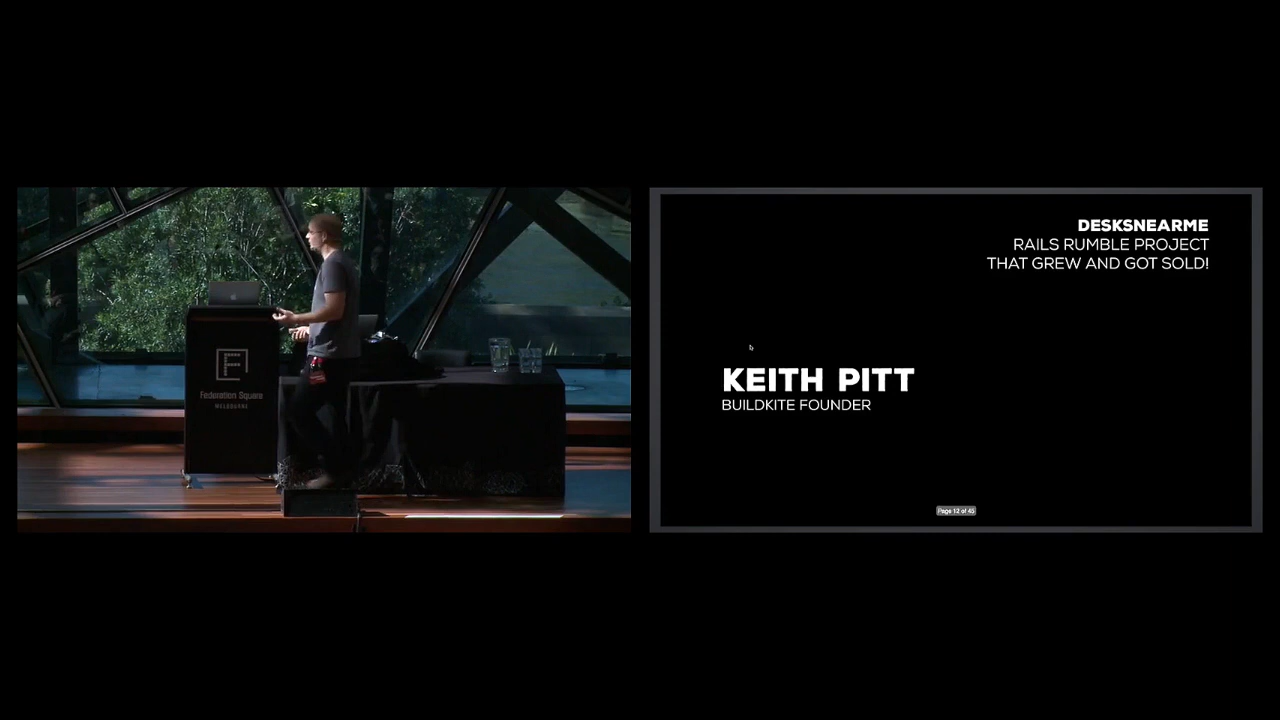 Federation Square
MELBOURNE
DESKSNEARME
RAILS RUMBLE PROJECT
THAT GREW AND GOT SOLD!
KEITH PITT
BUILDKITE FOUNDER
Page 12 of 45